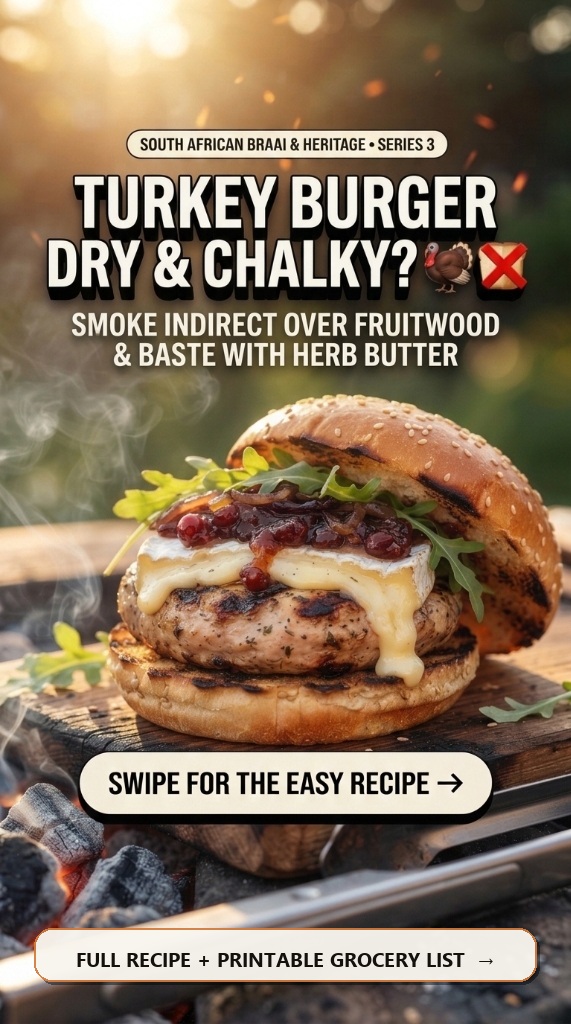 SOUTH AFRICAN BRAAI & HERITAGE • SERIES 3
TURKEY BURGER
DRY & CHALKY?🦃❌
SMOKE INDIRECT OVER FRUITWOOD
& BASTE WITH HERB BUTTER
SWIPE FOR THE EASY RECIPE →
FULL RECIPE + PRINTABLE GROCERY LIST →